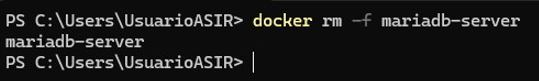 PS C:\Users\UsuarioASIR> docker rm -f mariadb-server
mariadb-server
PS C:\Users\UsuarioASIR>